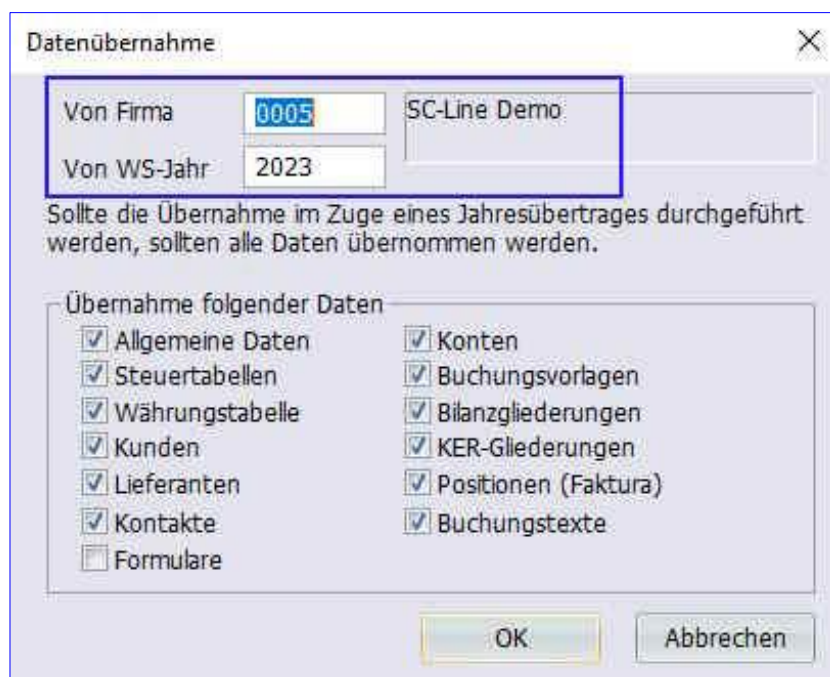 Datenübernahme
Von Firma 0005 SC-Line Demo
Von WS-Jahr 2023
Sollte die Übernahme im Zuge eines Jahresübertrages durchgeführt
werden, sollten alle Daten übernommen werden.
Übernahme folgender Daten
Allgemeine Daten Konten
Steuertabellen Buchungsvorlagen
Währungstabelle Bilanzgliederungen
Kunden KER-Gliederungen
Lieferanten Positionen (Faktura)
Kontakte Buchungstexte
Formulare
OK Abbrechen